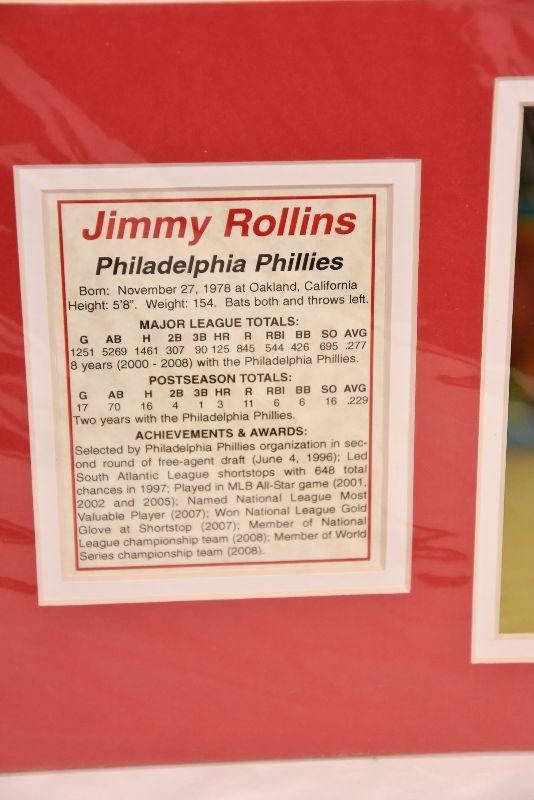 Jimmy Rollins
Philadelphia Phillies
Born: November 27, 1978 at Oakland, California
Height: 5'8". Weight: 154. Bats both and throws left.
MAJOR LEAGUE TOTALS:
G AB H 2B 3B HR R RBI BB SO AVG
1251 5269 1461 307 90 125 845 544 426 695 .277
8 years (2000 - 2008) with the Philadelphia Phillies.
POSTSEASON TOTALS:
G AB H 2B 3B HR R RBI BB SO AVG
17 70 16 4 1 3 11 6 6 16 .229
Two years with the Philadelphia Phillies.
ACHIEVEMENTS & AWARDS:
Selected by Philadelphia Phillies organization in sec-
ond round of free-agent draft (June 4, 1996); Led
South Atlantic League shortstops with 648 total
chances in 1997; Played in MLB All-Star game (2001,
2002 and 2005); Named National League Most
Valuable Player (2007); Won National League Gold
Glove at Shortstop (2007); Member of National
League championship team (2008); Member of World
Series championship team (2008).